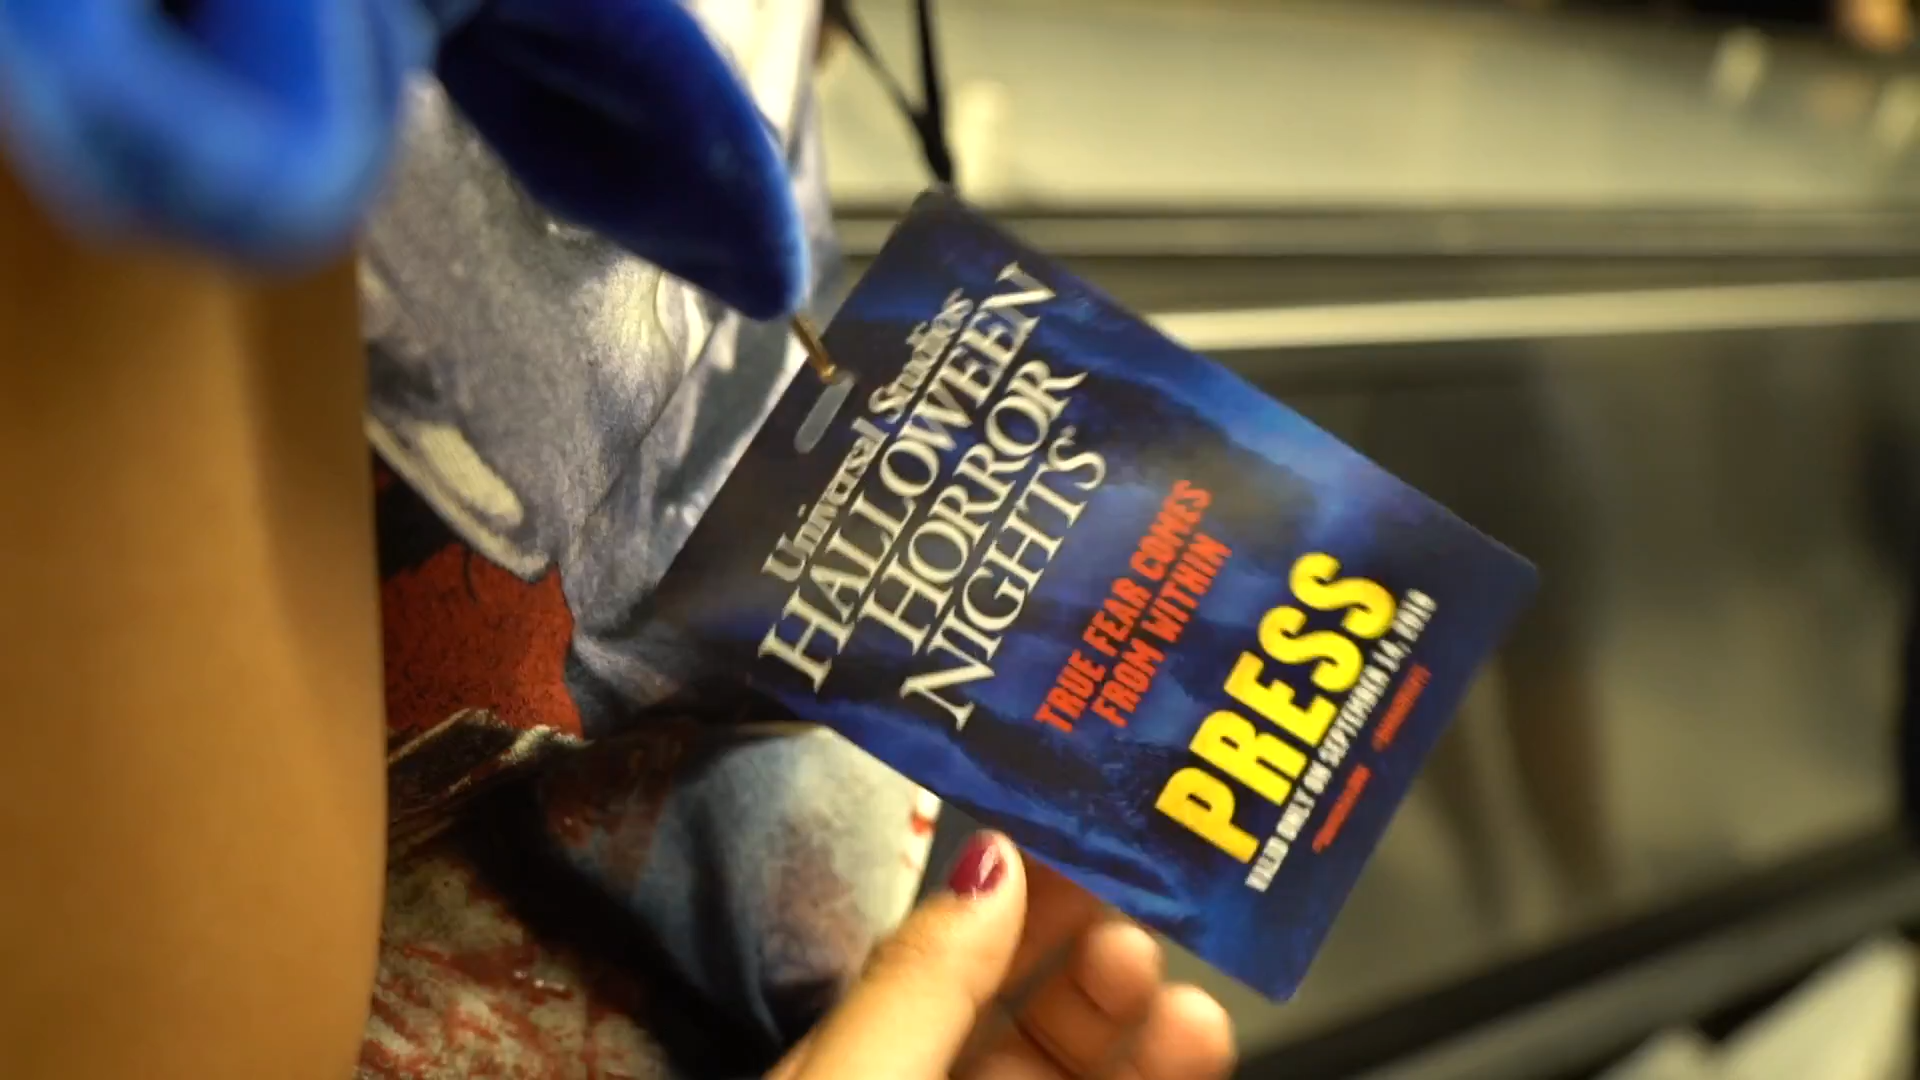 Universal Studios
HALLOWEEN
HORROR
NIGHTS
TRUE FEAR COMES
FROM WITHIN
PRESS
VALID ONLY ON SEPTEMBER 14, 2018